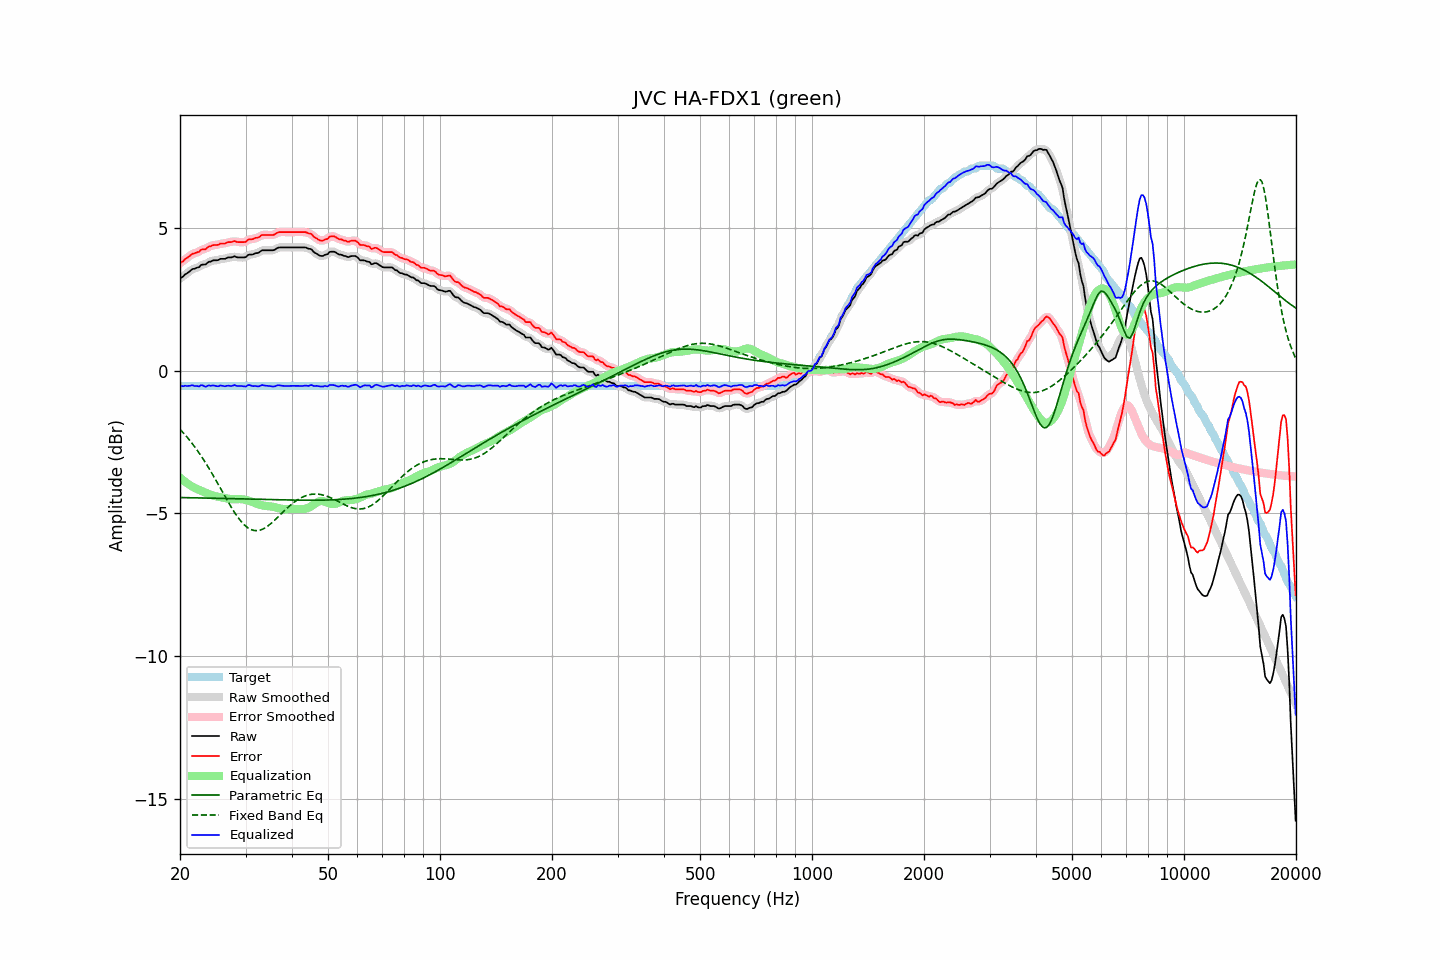 JVC HA-FDX1 (green)
Amplitude (dBr)
5
0
−5
−10
−15
Target
Raw Smoothed
Error Smoothed
Raw
Error
Equalization
Parametric Eq
Fixed Band Eq
Equalized
20 50 100 200 500 1000 2000 5000 10000 20000
Frequency (Hz)